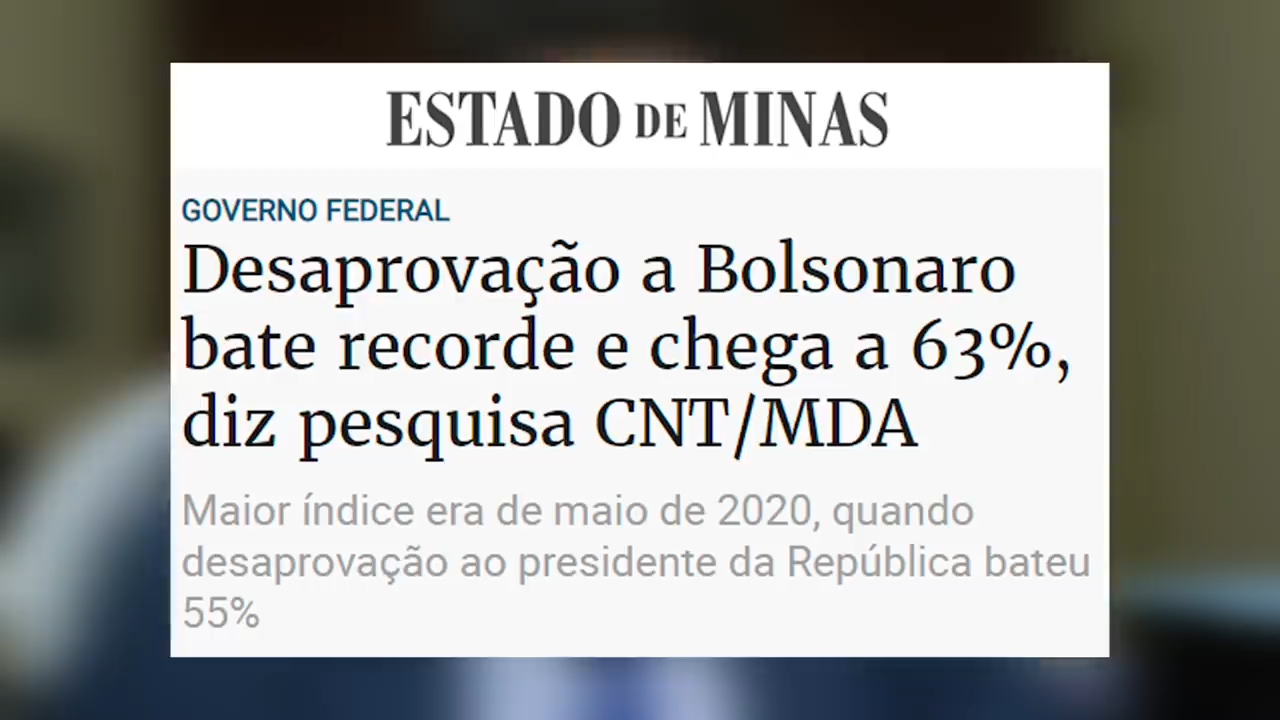 ESTADO DE MINAS
GOVERNO FEDERAL
Desaprovação a Bolsonaro
bate recorde e chega a 63%,
diz pesquisa CNT/MDA
Maior índice era de maio de 2020, quando
desaprovação ao presidente da República bateu
55%